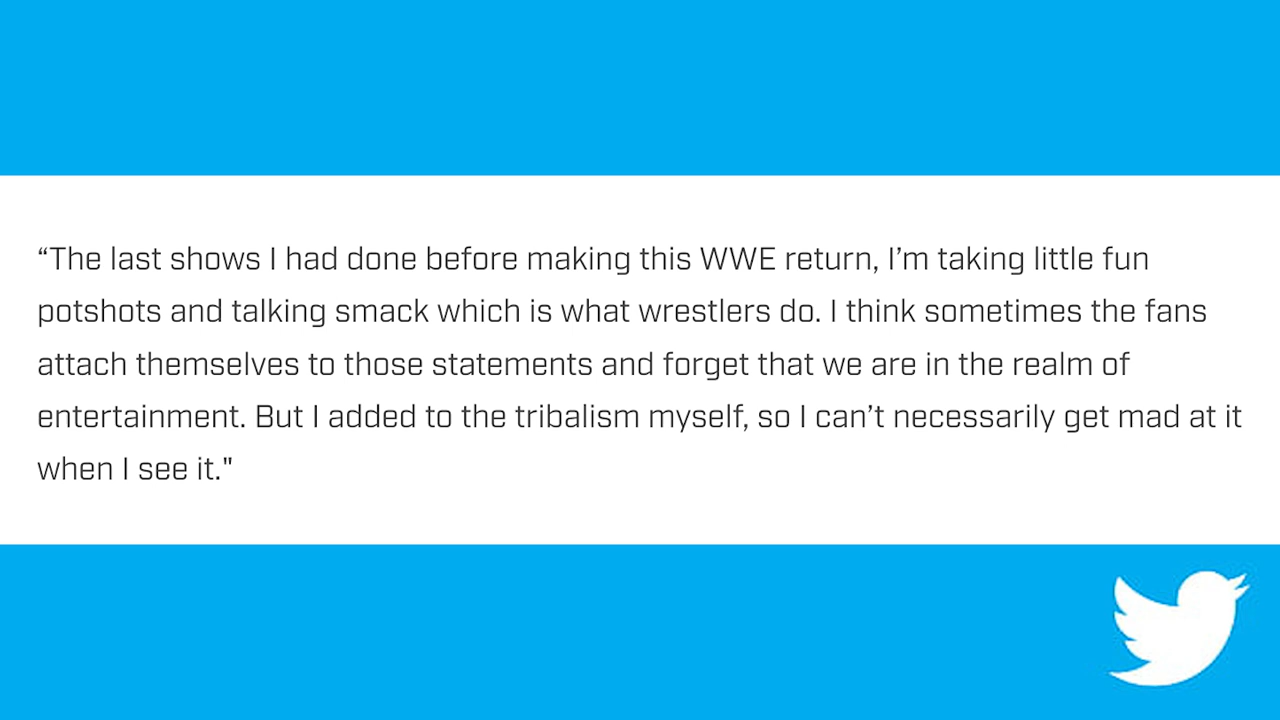 “The last shows I had done before making this WWE return, I’m taking little fun
potshots and talking smack which is what wrestlers do. I think sometimes the fans
attach themselves to those statements and forget that we are in the realm of
entertainment. But I added to the tribalism myself, so I can’t necessarily get mad at it
when I see it."